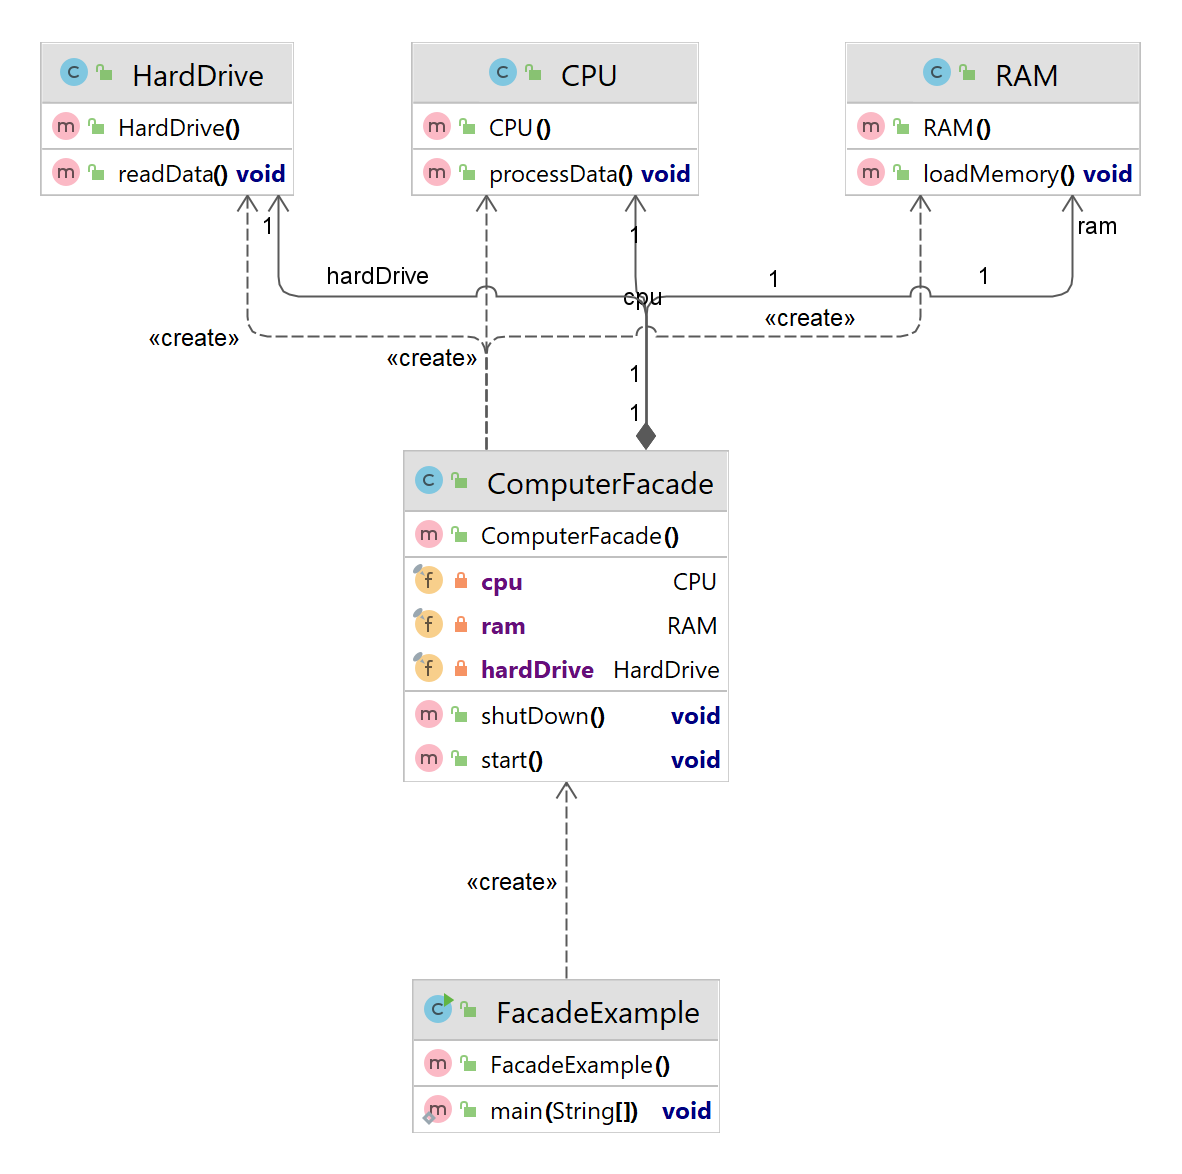 HardDrive
HardDrive()
readData() void
CPU
CPU()
processData() void
RAM
RAM()
loadMemory() void
1
1
ram
hardDrive
1
1
cpu
«create»
«create»
«create»
1
1
ComputerFacade
ComputerFacade()
cpu CPU
ram RAM
hardDrive HardDrive
shutDown() void
start() void
«create»
FacadeExample
FacadeExample()
main(String[]) void